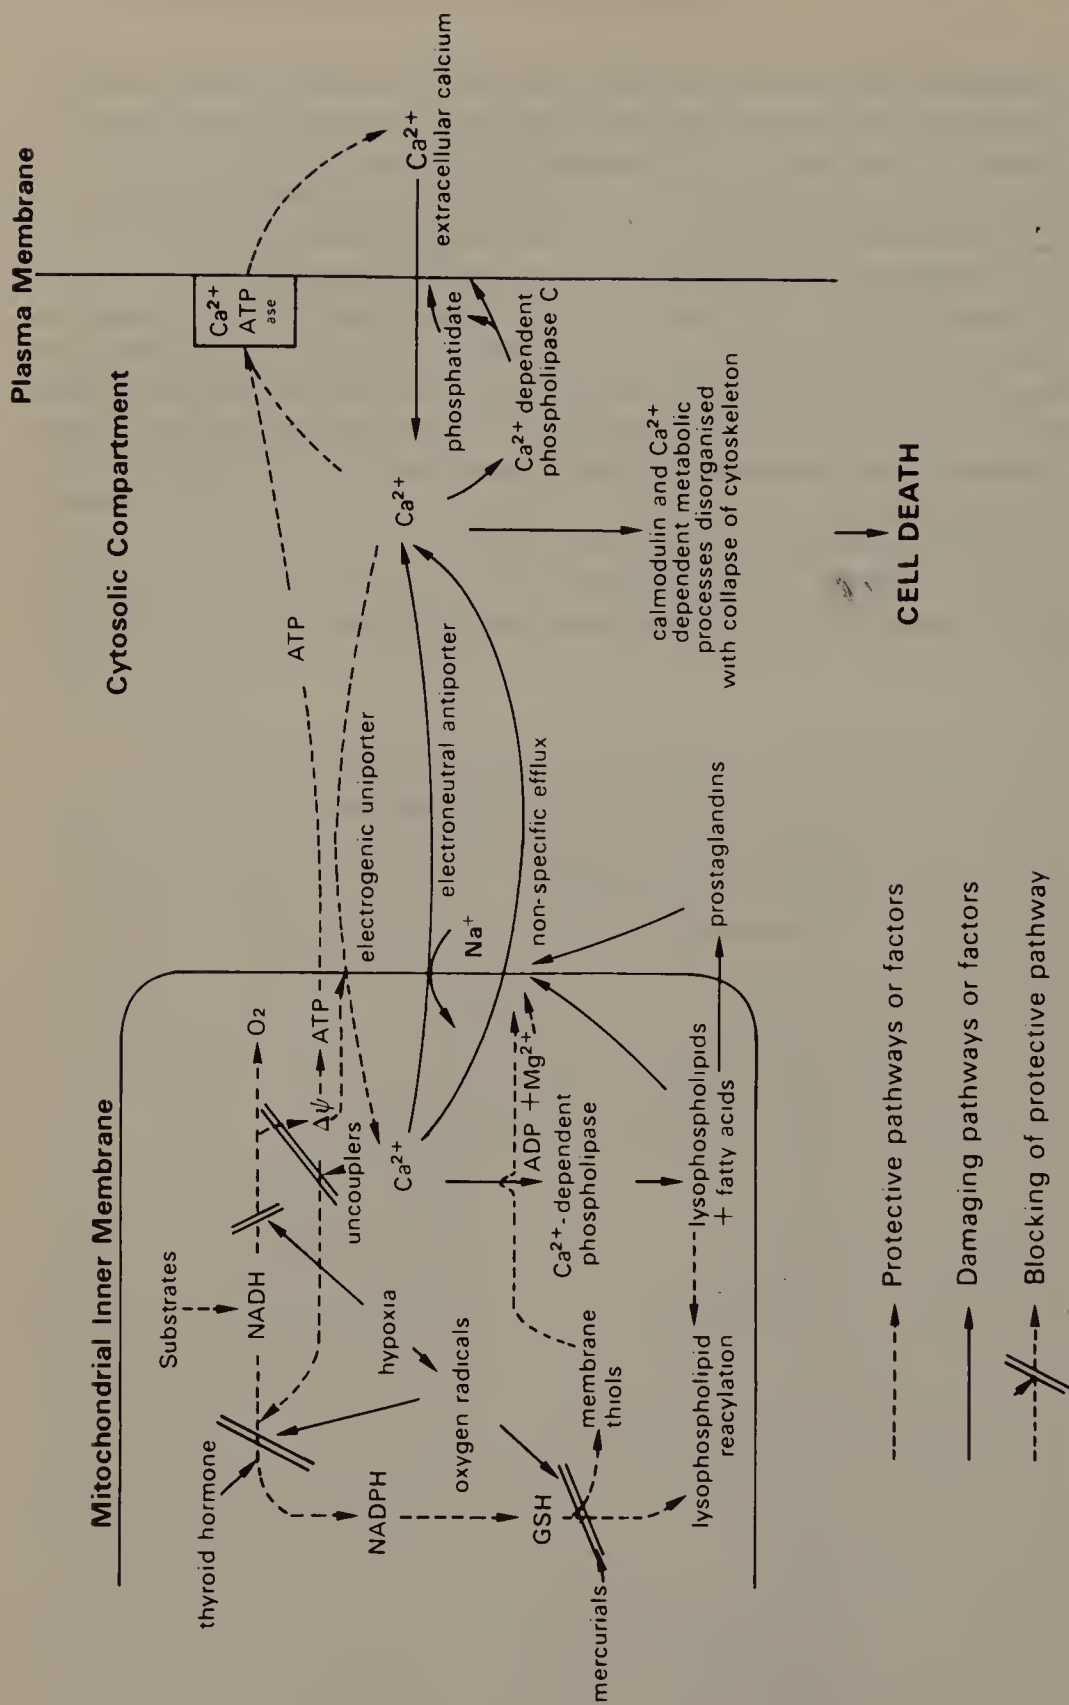 Plasma Membrane
Cytosolic Compartment
Mitochondrial Inner Membrane
Ca2+
ATP
ase
Ca2+
extracellular calcium
ATP
Ca2+
phosphatidate
Ca2+ dependent
phospholipase C
calmodulin and Ca2+
dependent metabolic
processes disorganised
with collapse of cytoskeleton
CELL DEATH
electrogenic uniporter
electroneutral antiporter
Na+
non-specific efflux
prostaglandins
Substrates
NADH
O2
Δψ
ATP
uncouplers
thyroid hormone
hypoxia
oxygen radicals
NADPH
GSH
mercurials
membrane
thiols
Ca2+
ADP + Mg2+
Ca2+-dependent
phospholipase
lysophospholipids
+ fatty acids
lysophospholipid
reacylation
Protective pathways or factors
Damaging pathways or factors
Blocking of protective pathway